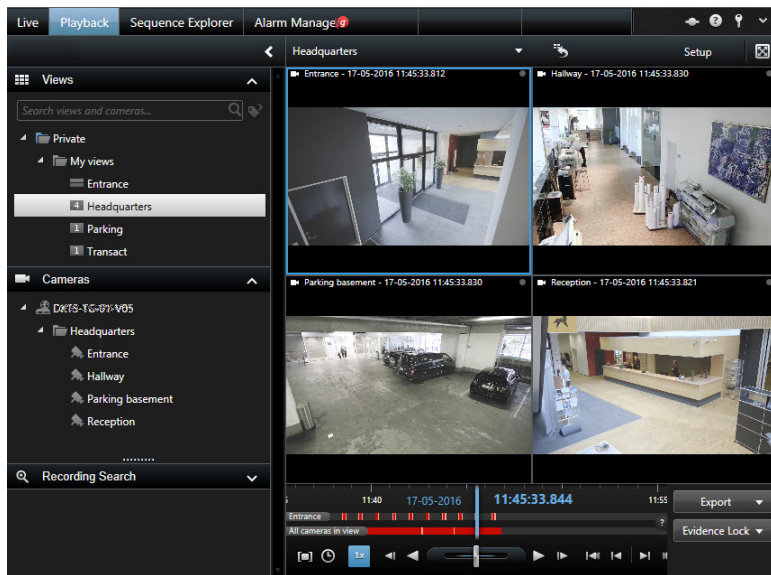 Live Playback Sequence Explorer Alarm Manager
Headquarters Setup
Views
Search views and cameras...
Private
My views
Entrance
4 Headquarters
1 Parking
1 Transact
Cameras
Headquarters
Entrance
Hallway
Parking basement
Reception
Recording Search
Entrance - 17-05-2016 11:45:33.812
Hallway - 17-05-2016 11:45:33.830
Parking basement - 17-05-2016 11:45:33.830
Reception - 17-05-2016 11:45:33.821
11:40 17-05-2016 11:45:33.844 11:55
Entrance
All cameras in view
?
1x
Export
Evidence Lock